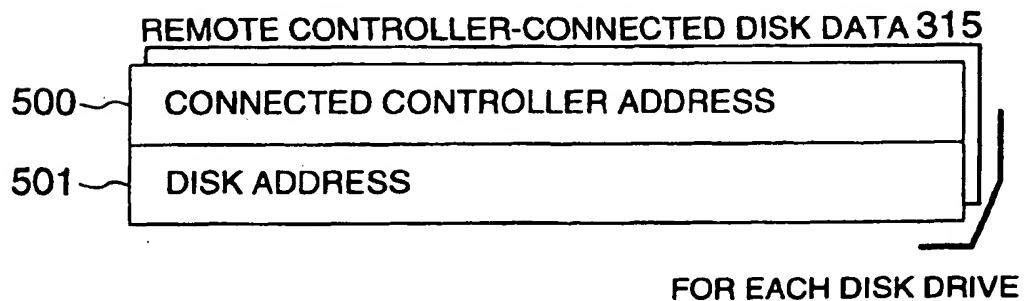 REMOTE CONTROLLER-CONNECTED DISK DATA 315
500 CONNECTED CONTROLLER ADDRESS
501 DISK ADDRESS
FOR EACH DISK DRIVE